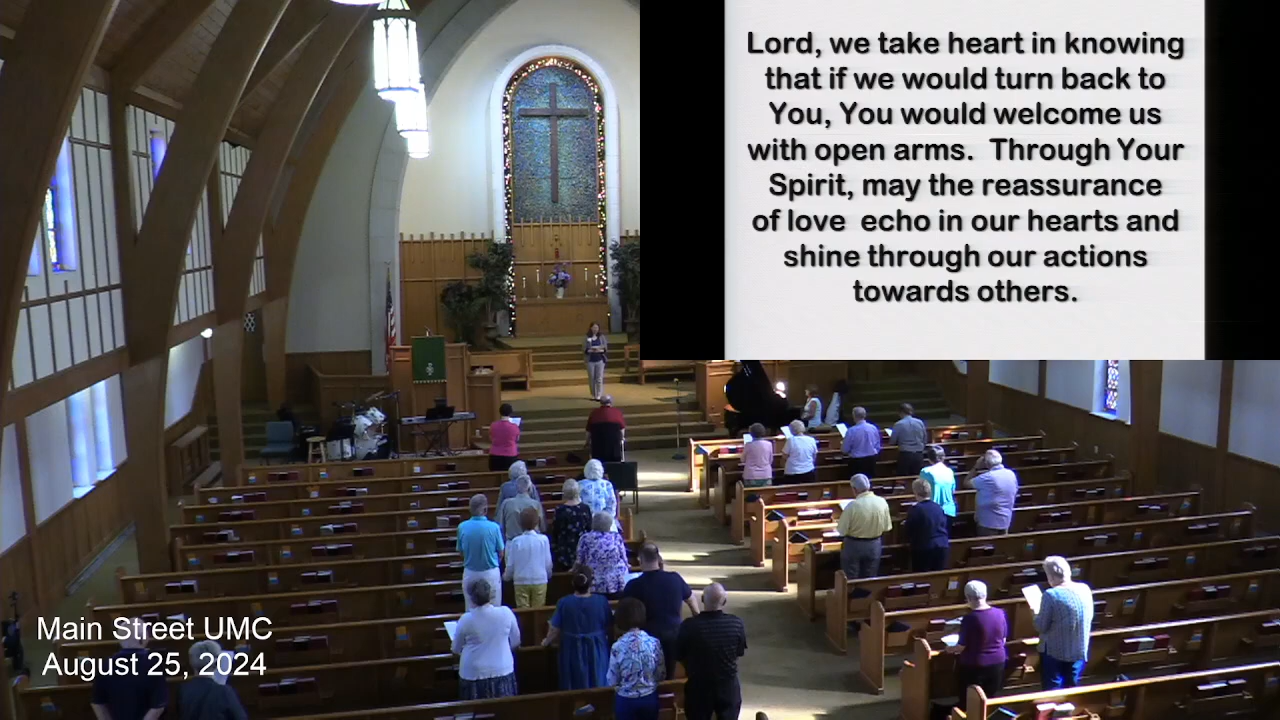 Lord, we take heart in knowing
that if we would turn back to
You, You would welcome us
with open arms.  Through Your
Spirit, may the reassurance
of love  echo in our hearts and
shine through our actions
towards others.
Main Street UMC
August 25, 2024